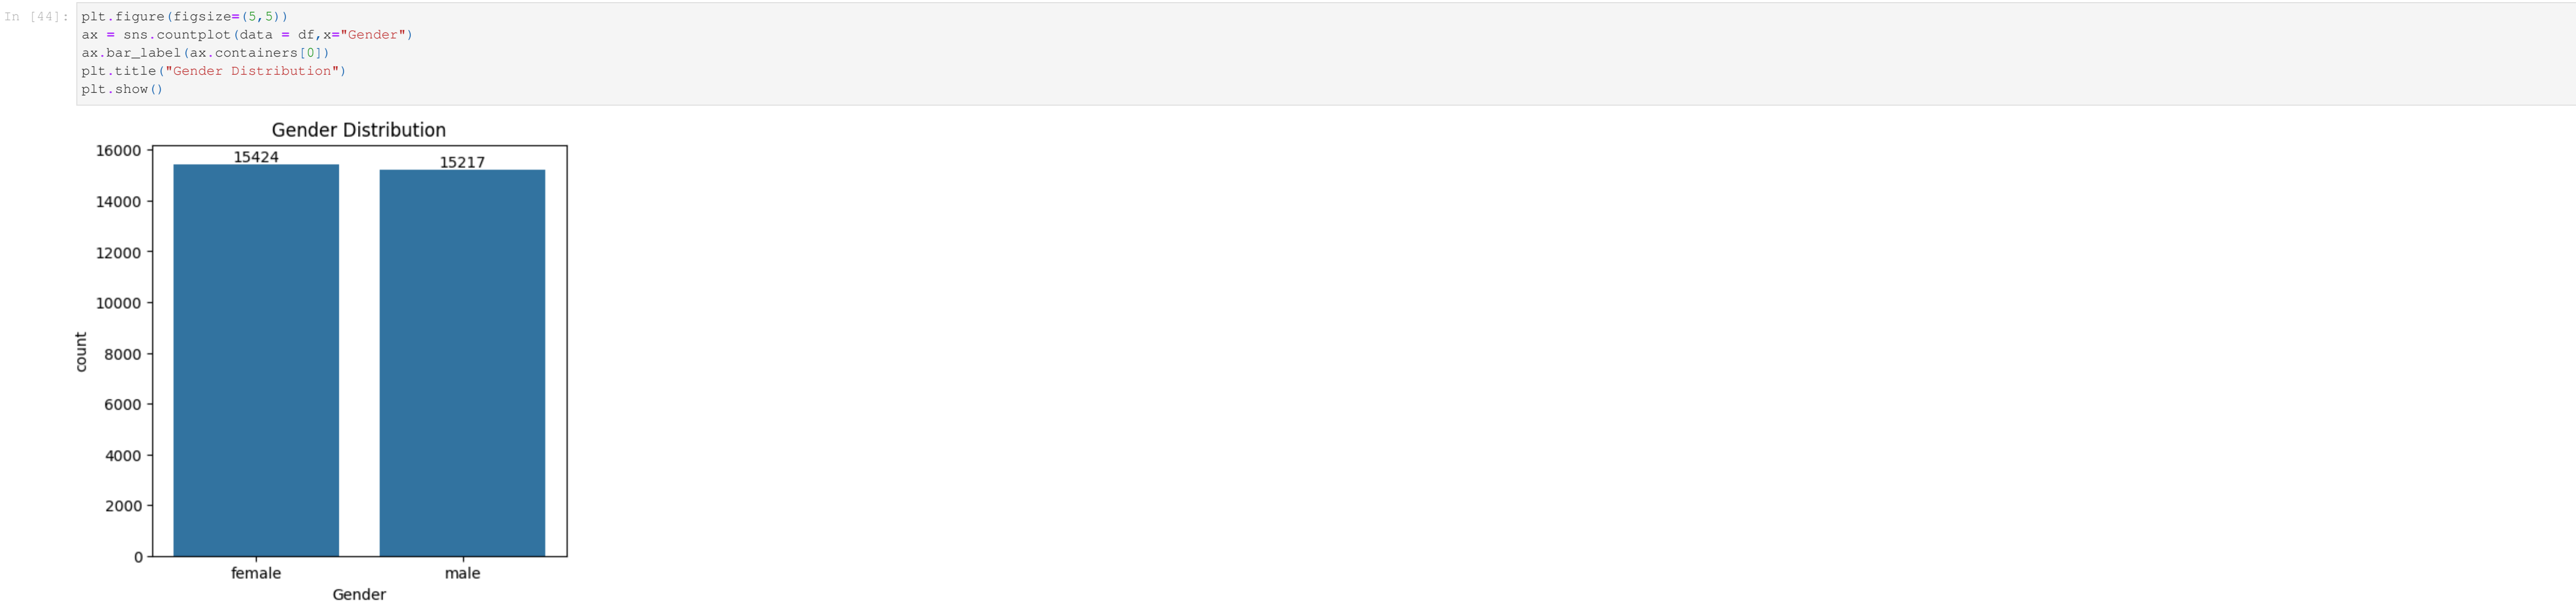 In [44]:
plt.figure(figsize=(5,5))
ax = sns.countplot(data = df,x="Gender")
ax.bar_label(ax.containers[0])
plt.title("Gender Distribution")
plt.show()
Gender Distribution
16000
15424
15217
14000
12000
10000
8000
6000
4000
2000
0
count
female
male
Gender